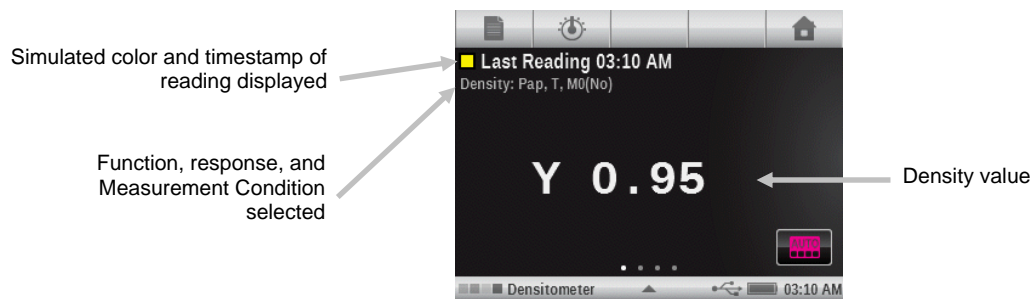 Simulated color and timestamp of
reading displayed
Last Reading 03:10 AM
Density: Pap, T, M0(No)
Function, response, and
Measurement Condition
selected
Y 0.95
Density value
AUTO
Densitometer
03:10 AM